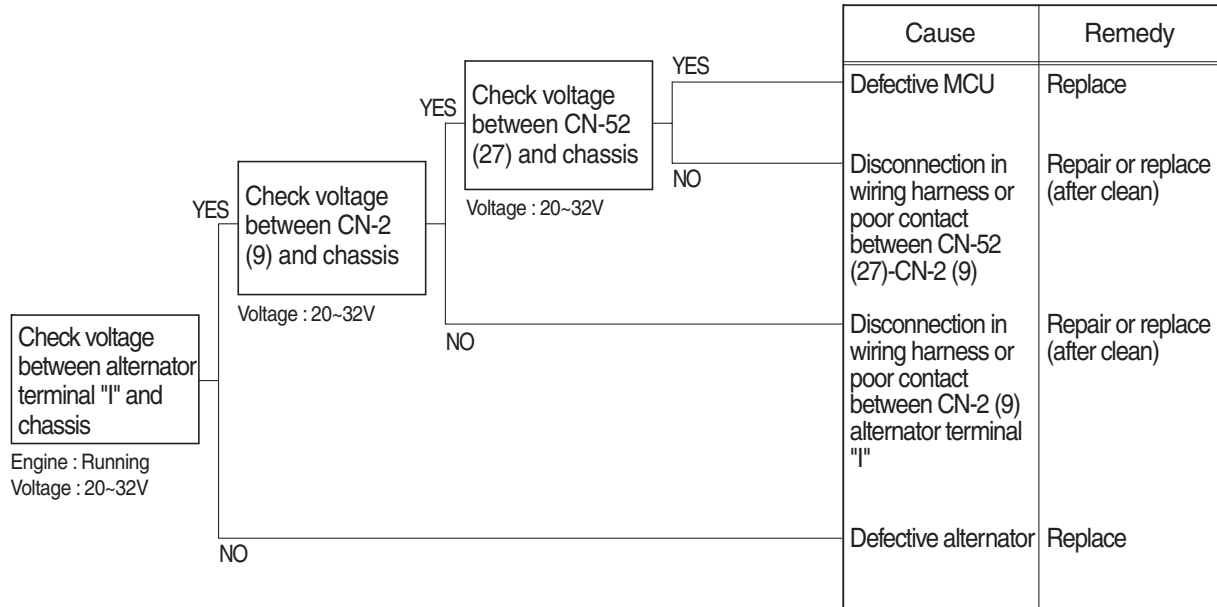 Cause
Remedy
YES
Defective MCU
Replace
Check voltage
between CN-52
(27) and chassis
YES
NO
Voltage : 20~32V
Disconnection in
wiring harness or
poor contact
between CN-52
(27)-CN-2 (9)
Repair or replace
(after clean)
Check voltage
between CN-2
(9) and chassis
YES
Voltage : 20~32V
NO
Disconnection in
wiring harness or
poor contact
between CN-2 (9)
alternator terminal
"I"
Repair or replace
(after clean)
Check voltage
between alternator
terminal "I" and
chassis
Engine : Running
Voltage : 20~32V
NO
Defective alternator
Replace